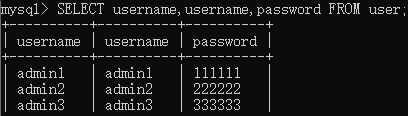 mysql> SELECT username,username,password FROM user;
+----------+----------+----------+
| username | username | password |
+----------+----------+----------+
| admin1   | admin1   | 111111   |
| admin2   | admin2   | 222222   |
| admin3   | admin3   | 333333   |